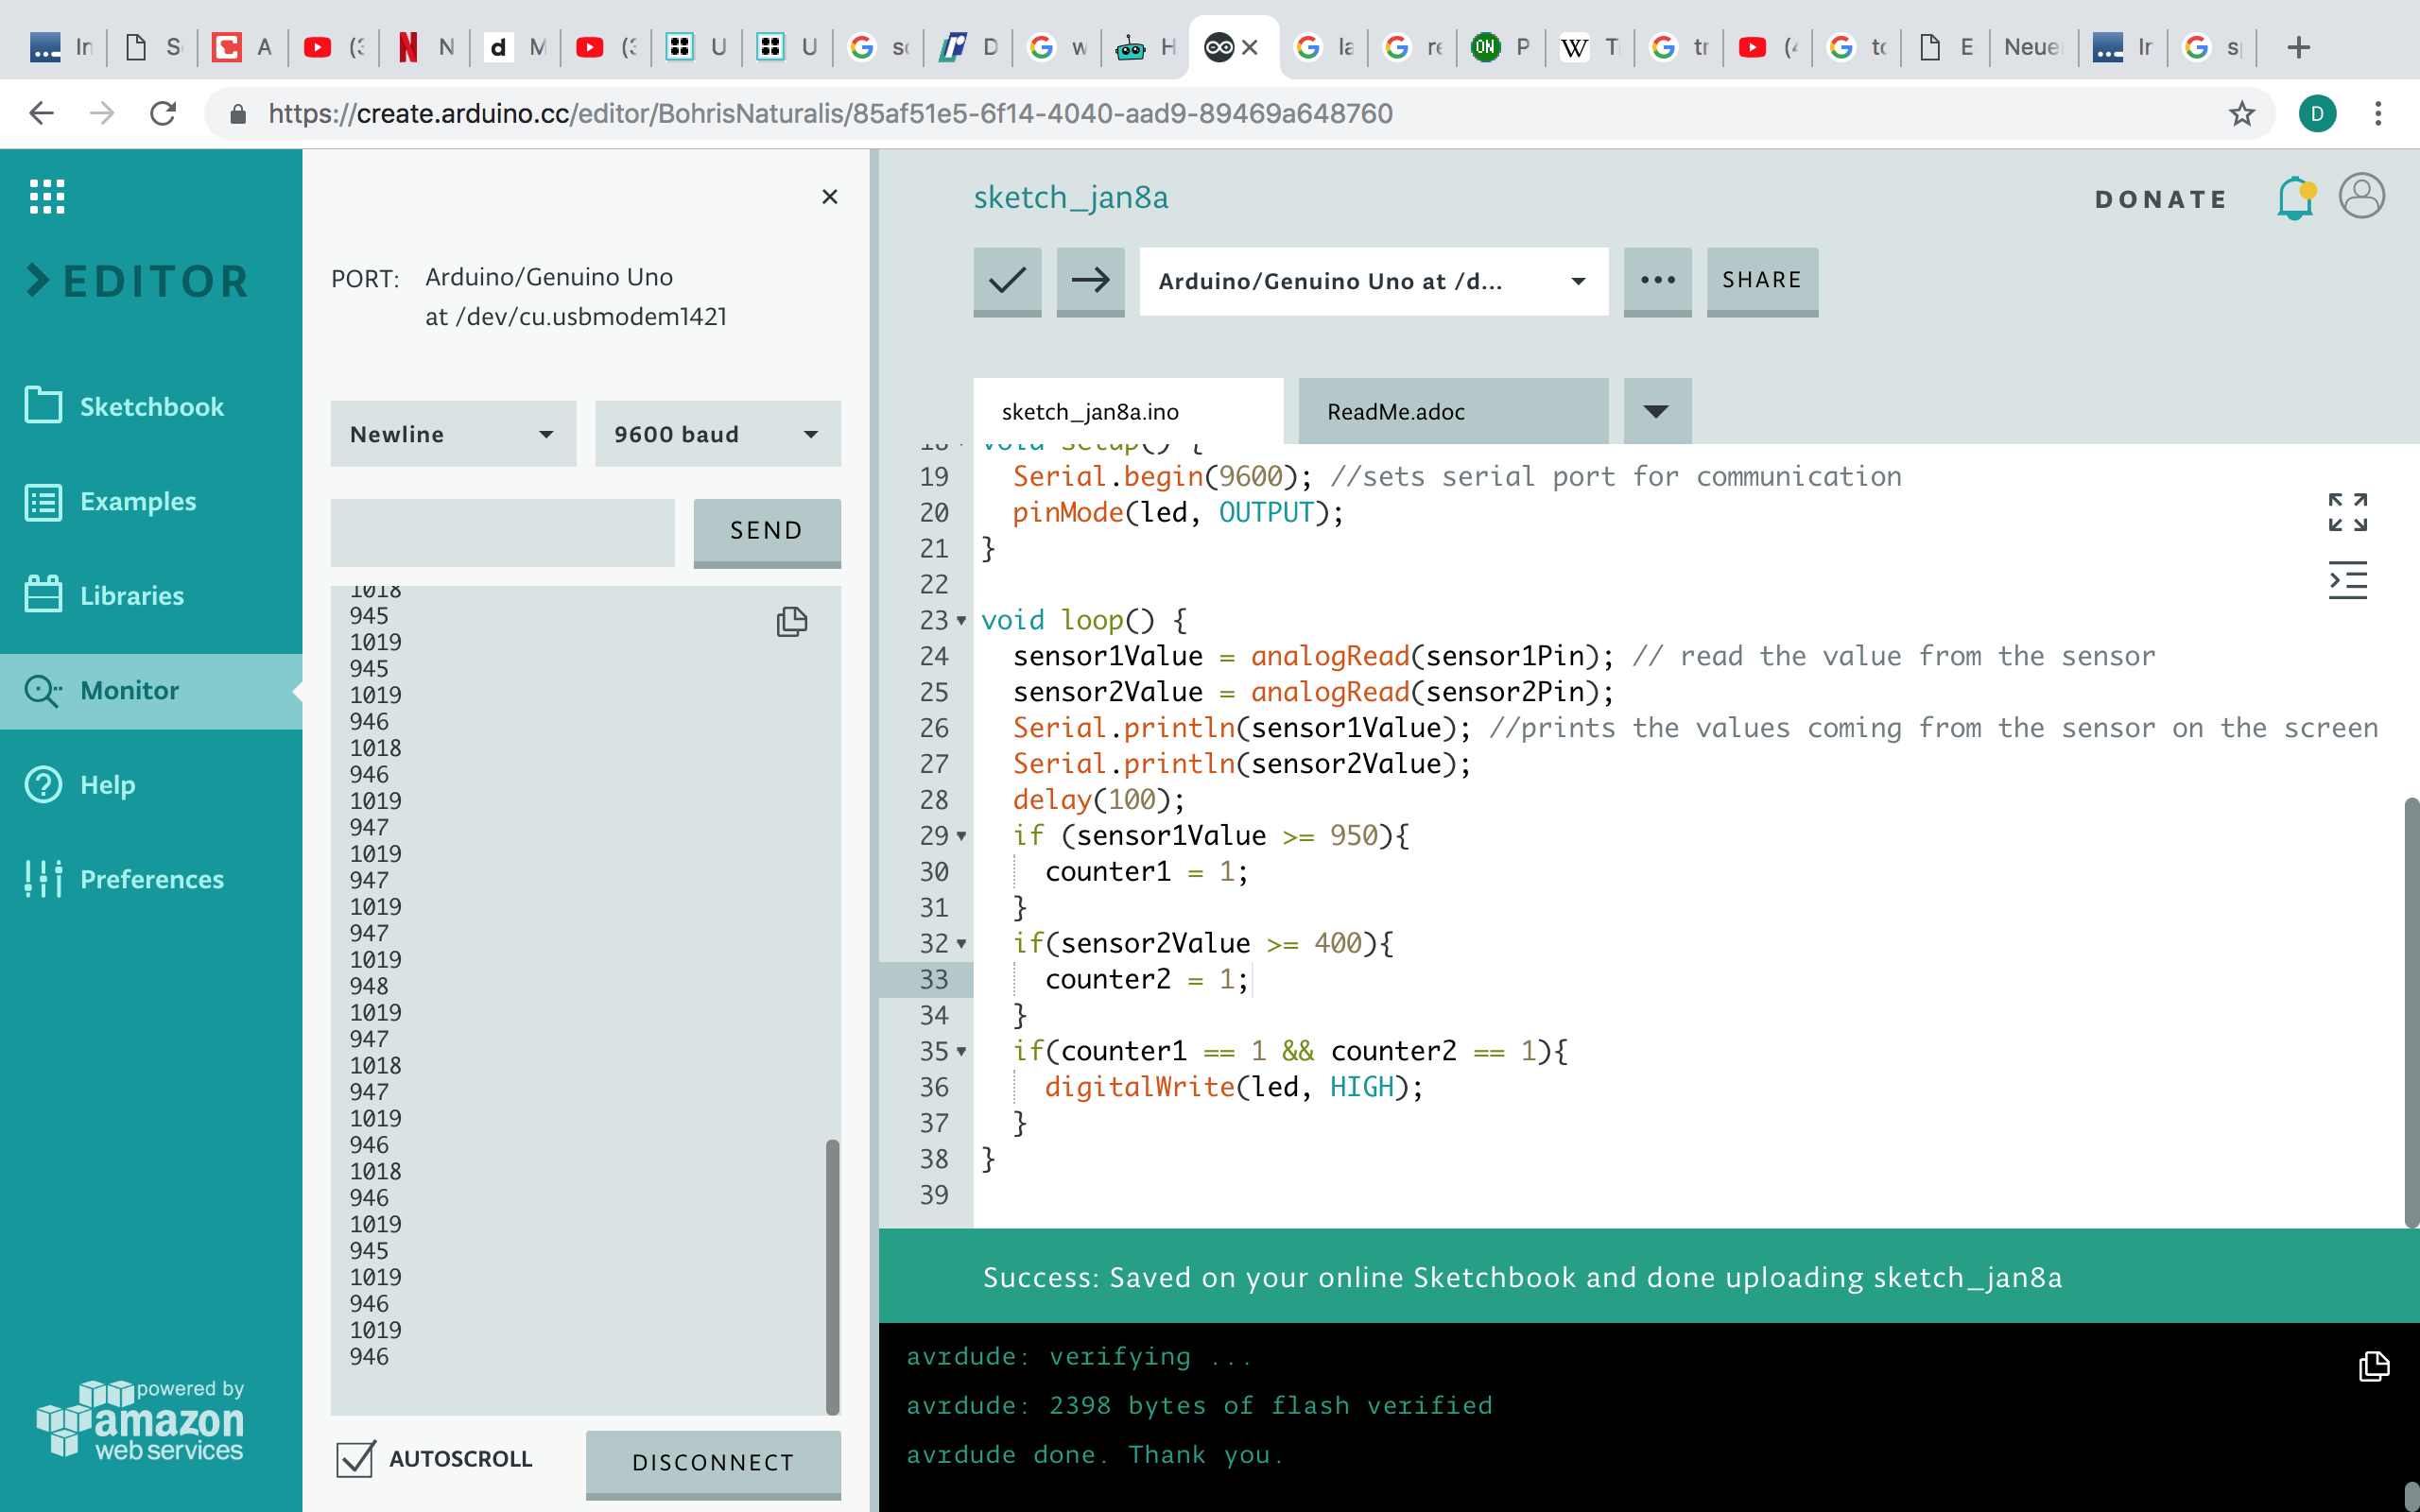 In
S
A
(3
N
M
(3
U
U
sc
D
w
H
la
re
P
T
tr
(4
tc
E
Neue
Ir
s
https://create.arduino.cc/editor/BohrisNaturalis/85af51e5-6f14-4040-aad9-89469a648760
D
EDITOR
Sketchbook
Examples
Libraries
Monitor
Help
Preferences
powered by
amazon
web services
PORT: Arduino/Genuino Uno
at /dev/cu.usbmodem1421
Newline
9600 baud
SEND
1018
945
1019
945
1019
946
1018
946
1019
947
1019
947
1019
947
1019
948
1019
947
1018
947
1019
946
1018
946
1019
945
1019
946
1019
946
AUTOSCROLL
DISCONNECT
sketch_jan8a
DONATE
Arduino/Genuino Uno at /d...
SHARE
sketch_jan8a.ino
ReadMe.adoc
18 void setup() {
19 Serial.begin(9600); //sets serial port for communication
20 pinMode(led, OUTPUT);
21 }
22
23 void loop() {
24 sensor1Value = analogRead(sensor1Pin); // read the value from the sensor
25 sensor2Value = analogRead(sensor2Pin);
26 Serial.println(sensor1Value); //prints the values coming from the sensor on the screen
27 Serial.println(sensor2Value);
28 delay(100);
29 if (sensor1Value >= 950){
30 counter1 = 1;
31 }
32 if(sensor2Value >= 400){
33 counter2 = 1;
34 }
35 if(counter1 == 1 && counter2 == 1){
36 digitalWrite(led, HIGH);
37 }
38 }
39
Success: Saved on your online Sketchbook and done uploading sketch_jan8a
avrdude: verifying ...
avrdude: 2398 bytes of flash verified
avrdude done. Thank you.